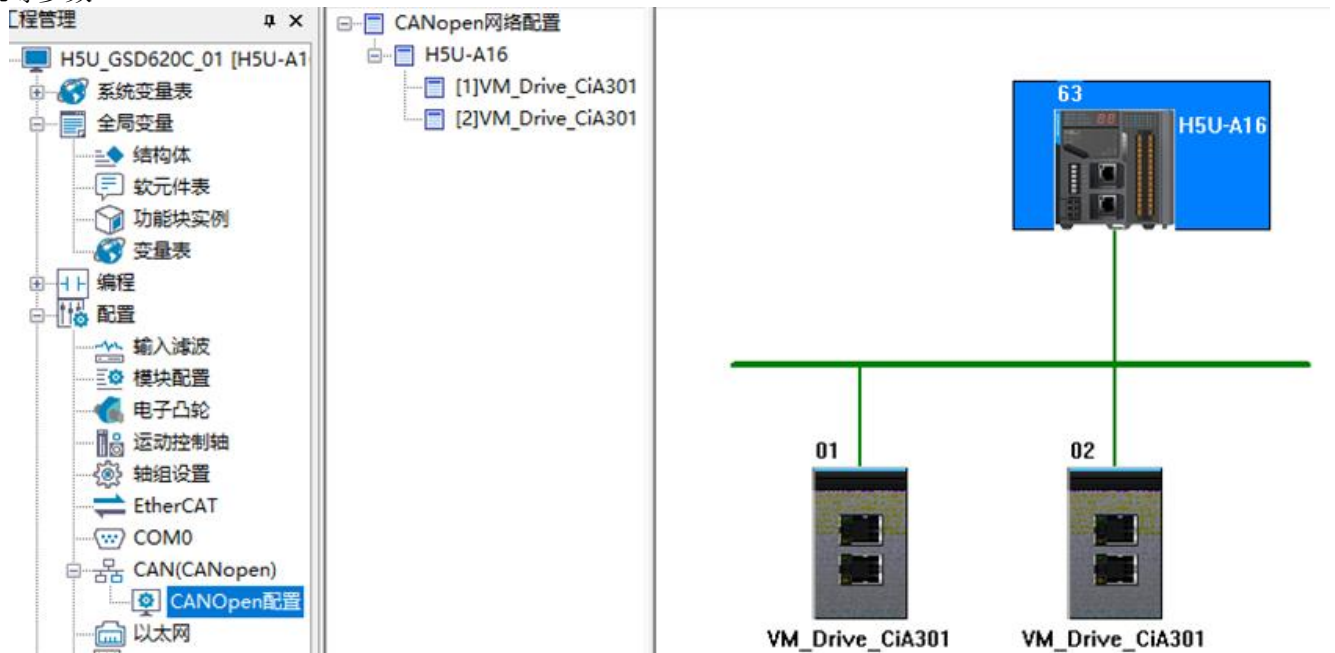 工程管理
H5U_GSD620C_01 [H5U-A1
系统变量表
全局变量
结构体
软元件表
功能块实例
变量表
编程
配置
输入滤波
模块配置
电子凸轮
运动控制轴
轴组设置
EtherCAT
COM0
CAN(CANopen)
CANOpen配置
以太网
CANopen网络配置
H5U-A16
[1]VM_Drive_CiA301
[2]VM_Drive_CiA301
63
H5U-A16
01
02
VM_Drive_CiA301
VM_Drive_CiA301